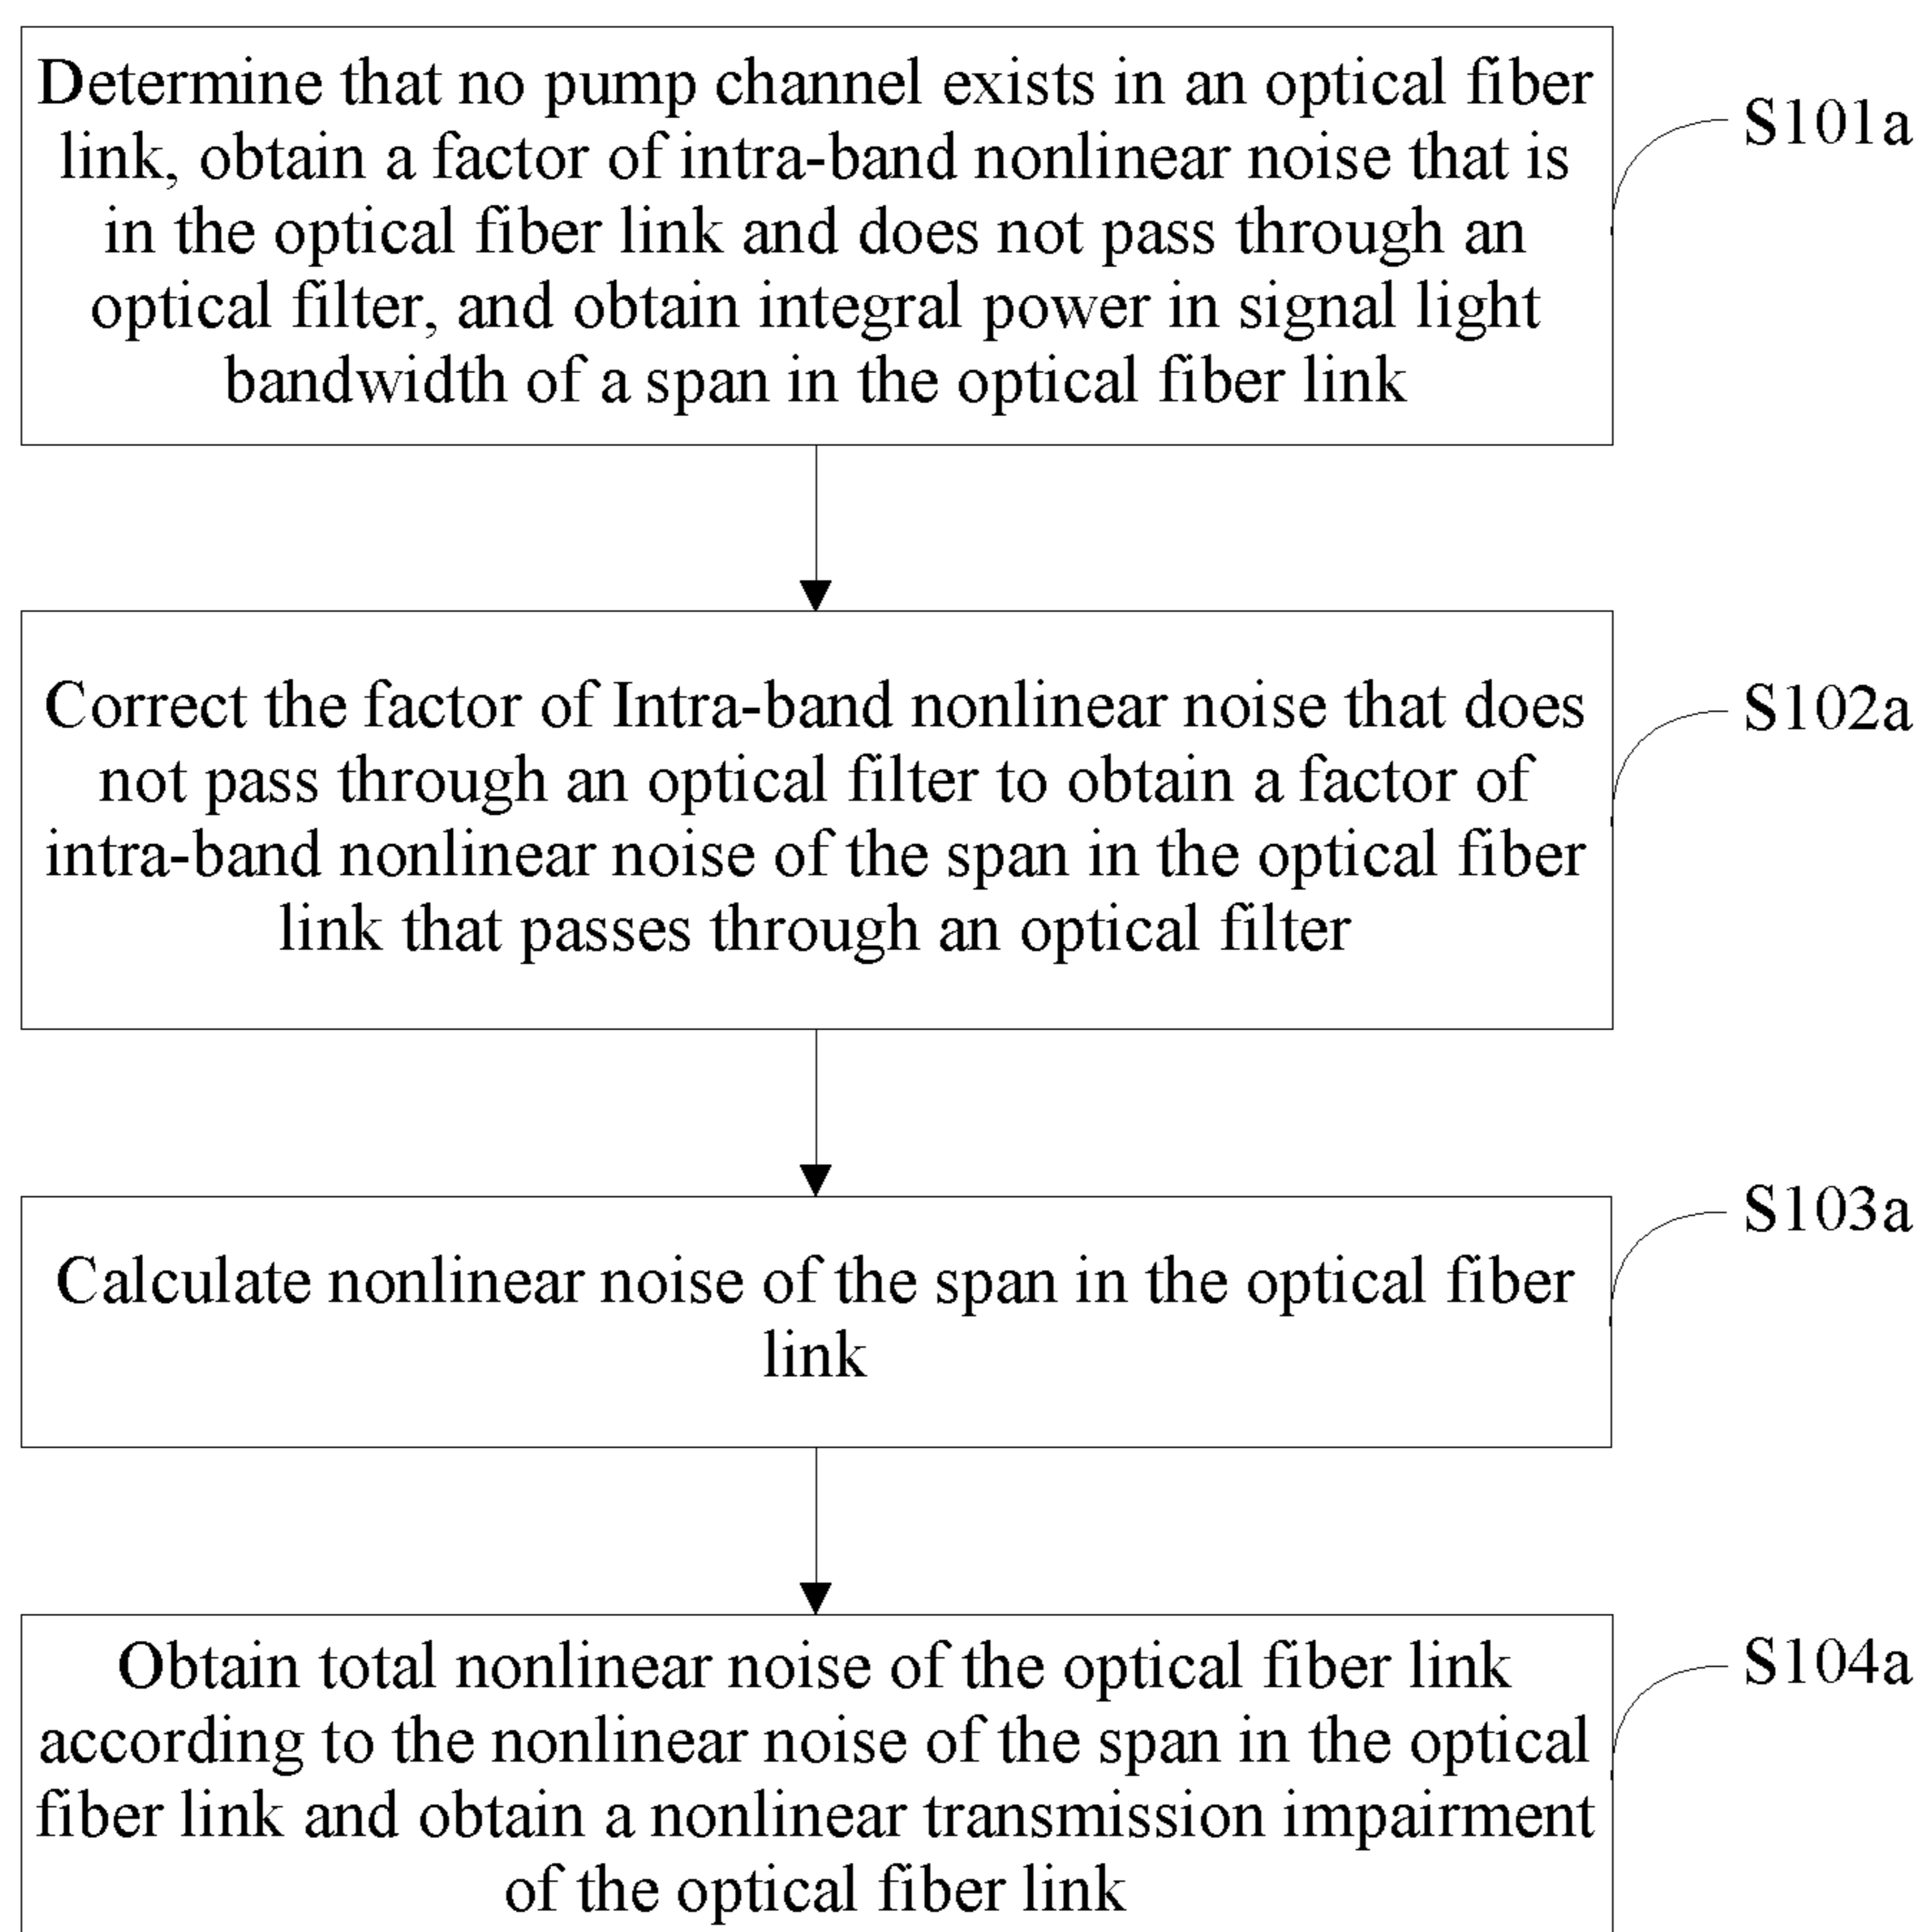 Determine that no pump channel exists in an optical fiber
link, obtain a factor of intra-band nonlinear noise that is
in the optical fiber link and does not pass through an
optical filter, and obtain integral power in signal light
bandwidth of a span in the optical fiber link
S101a
Correct the factor of Intra-band nonlinear noise that does
not pass through an optical filter to obtain a factor of
intra-band nonlinear noise of the span in the optical fiber
link that passes through an optical filter
S102a
Calculate nonlinear noise of the span in the optical fiber
link
S103a
Obtain total nonlinear noise of the optical fiber link
according to the nonlinear noise of the span in the optical
fiber link and obtain a nonlinear transmission impairment
of the optical fiber link
S104a